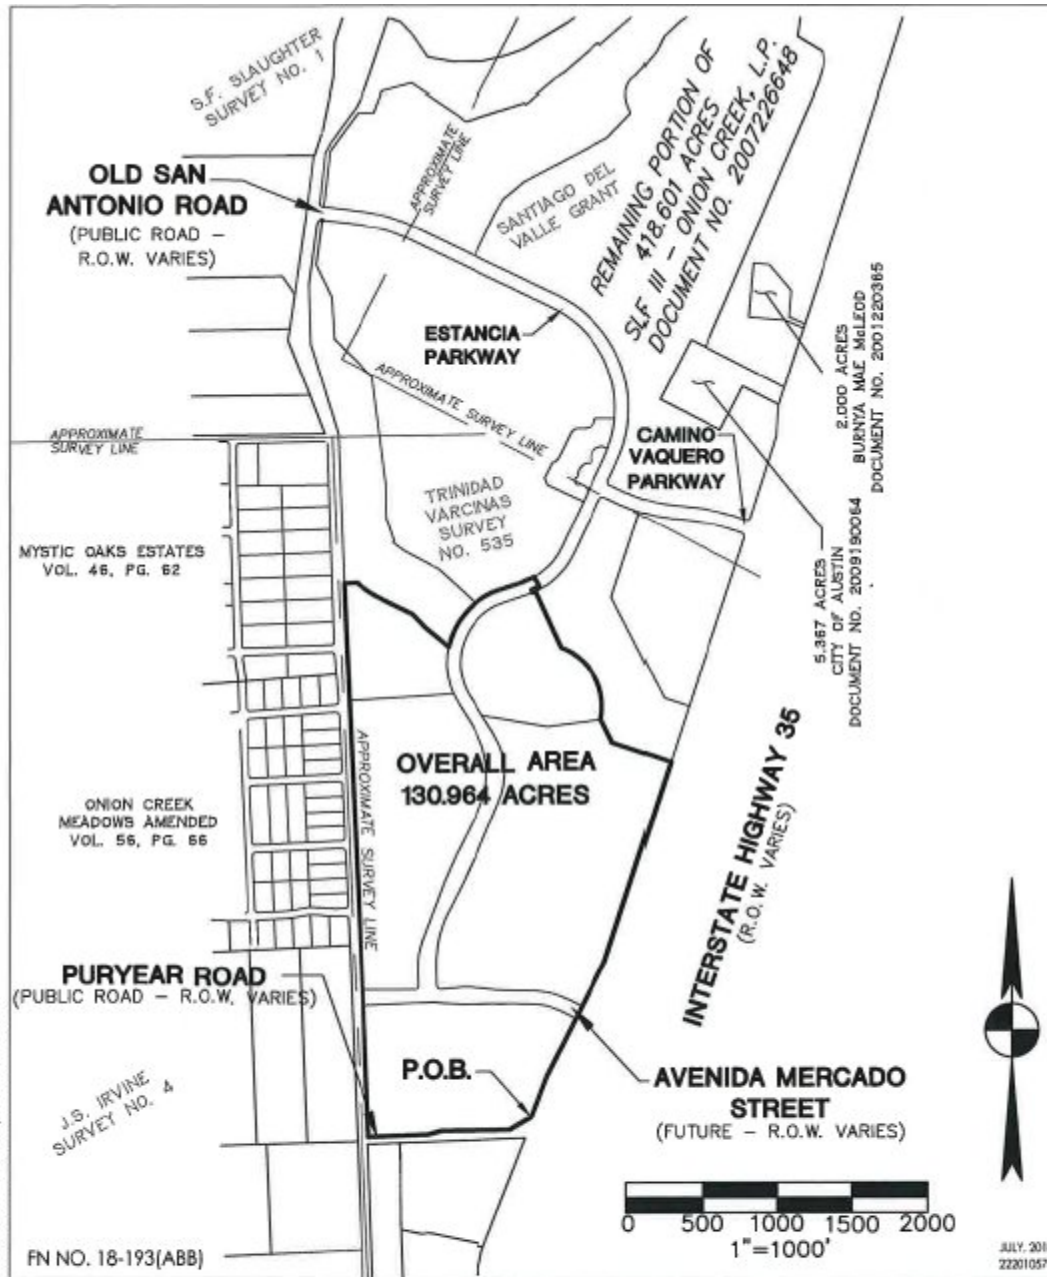 S.F. SLAUGHTER
SURVEY NO. 1
OLD SAN
ANTONIO ROAD
(PUBLIC ROAD –
R.O.W. VARIES)
APPROXIMATE
SURVEY LINE
SANTIAGO DEL
VALLE GRANT
REMAINING PORTION OF
418.601 ACRES
SLF III – ONION CREEK, L.P.
DOCUMENT NO. 2007226648
ESTANCIA
PARKWAY
2.000 ACRES
BURNYA MAE McLEOD
DOCUMENT NO. 2001220365
APPROXIMATE SURVEY LINE
APPROXIMATE
SURVEY LINE
CAMINO
VAQUERO
PARKWAY
TRINIDAD
VARCINAS
SURVEY
NO. 535
MYSTIC OAKS ESTATES
VOL. 46, PG. 62
5.367 ACRES
CITY OF AUSTIN
DOCUMENT NO. 2009190064
OVERALL AREA
130.964 ACRES
APPROXIMATE SURVEY LINE
INTERSTATE HIGHWAY 35
(R.O.W. VARIES)
ONION CREEK
MEADOWS AMENDED
VOL. 56, PG. 66
PURYEAR ROAD
(PUBLIC ROAD – R.O.W. VARIES)
P.O.B.
AVENIDA MERCADO
STREET
(FUTURE – R.O.W. VARIES)
J.S. IRVINE
SURVEY NO. 4
0 500 1000 1500 2000
1"=1000'
FN NO. 18-193(ABB)
JULY, 201
22201057